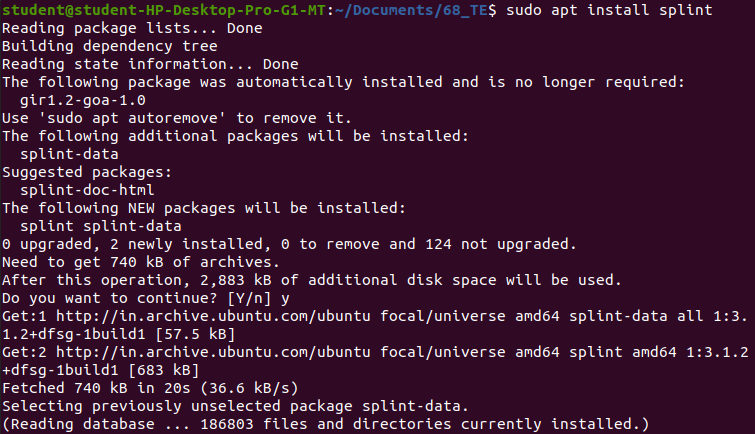 student@student-HP-Desktop-Pro-G1-MT:~/Documents/68_TE$ sudo apt install splint
Reading package lists... Done
Building dependency tree
Reading state information... Done
The following package was automatically installed and is no longer required:
  gir1.2-goa-1.0
Use 'sudo apt autoremove' to remove it.
The following additional packages will be installed:
  splint-data
Suggested packages:
  splint-doc-html
The following NEW packages will be installed:
  splint splint-data
0 upgraded, 2 newly installed, 0 to remove and 124 not upgraded.
Need to get 740 kB of archives.
After this operation, 2,883 kB of additional disk space will be used.
Do you want to continue? [Y/n] y
Get:1 http://in.archive.ubuntu.com/ubuntu focal/universe amd64 splint-data all 1:3.
1.2+dfsg-1build1 [57.5 kB]
Get:2 http://in.archive.ubuntu.com/ubuntu focal/universe amd64 splint amd64 1:3.1.2
+dfsg-1build1 [683 kB]
Fetched 740 kB in 20s (36.6 kB/s)
Selecting previously unselected package splint-data.
(Reading database ... 186803 files and directories currently installed.)